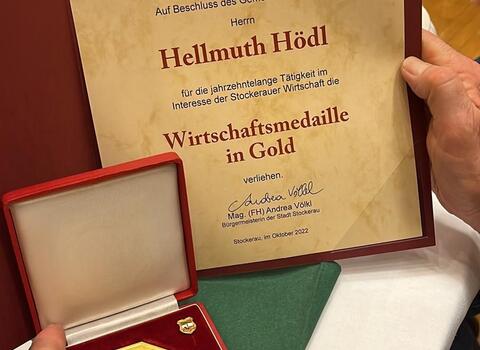 Auf Beschluss des
Herrn
Hellmuth Hödl
für die jahrzehntelange Tätigkeit im
Interesse der Stockerauer Wirtschaft die
Wirtschaftsmedaille
in Gold
verliehen.
Andrea Völkl
Mag. (FH) Andrea Völkl
Bürgermeisterin der Stadt Stockerau
Stockerau, im Oktober 2022